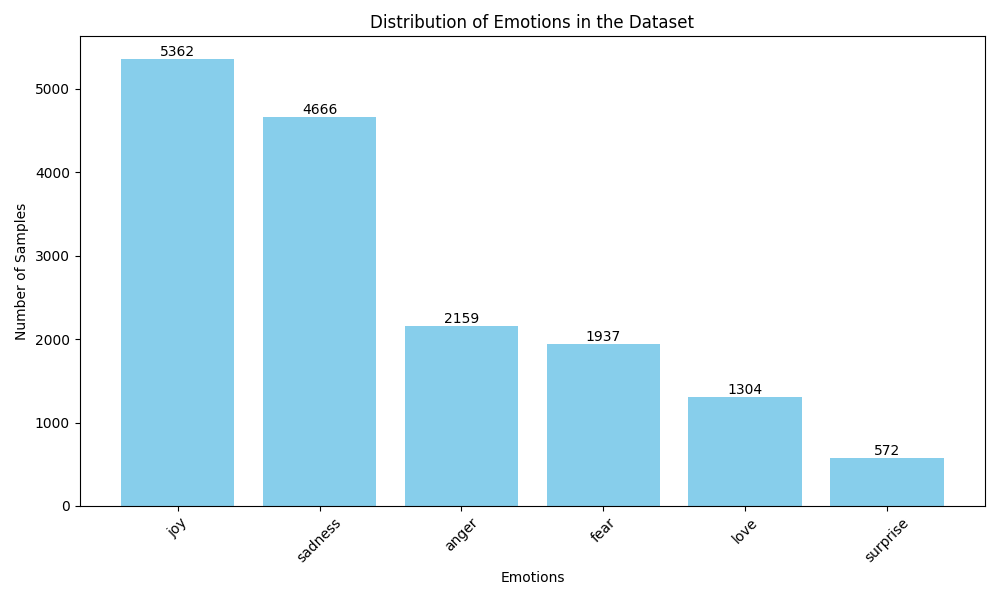 Distribution of Emotions in the Dataset
5362
4666
2159
1937
1304
572
5000
4000
3000
2000
1000
0
Number of Samples
joy
sadness
anger
fear
love
surprise
Emotions